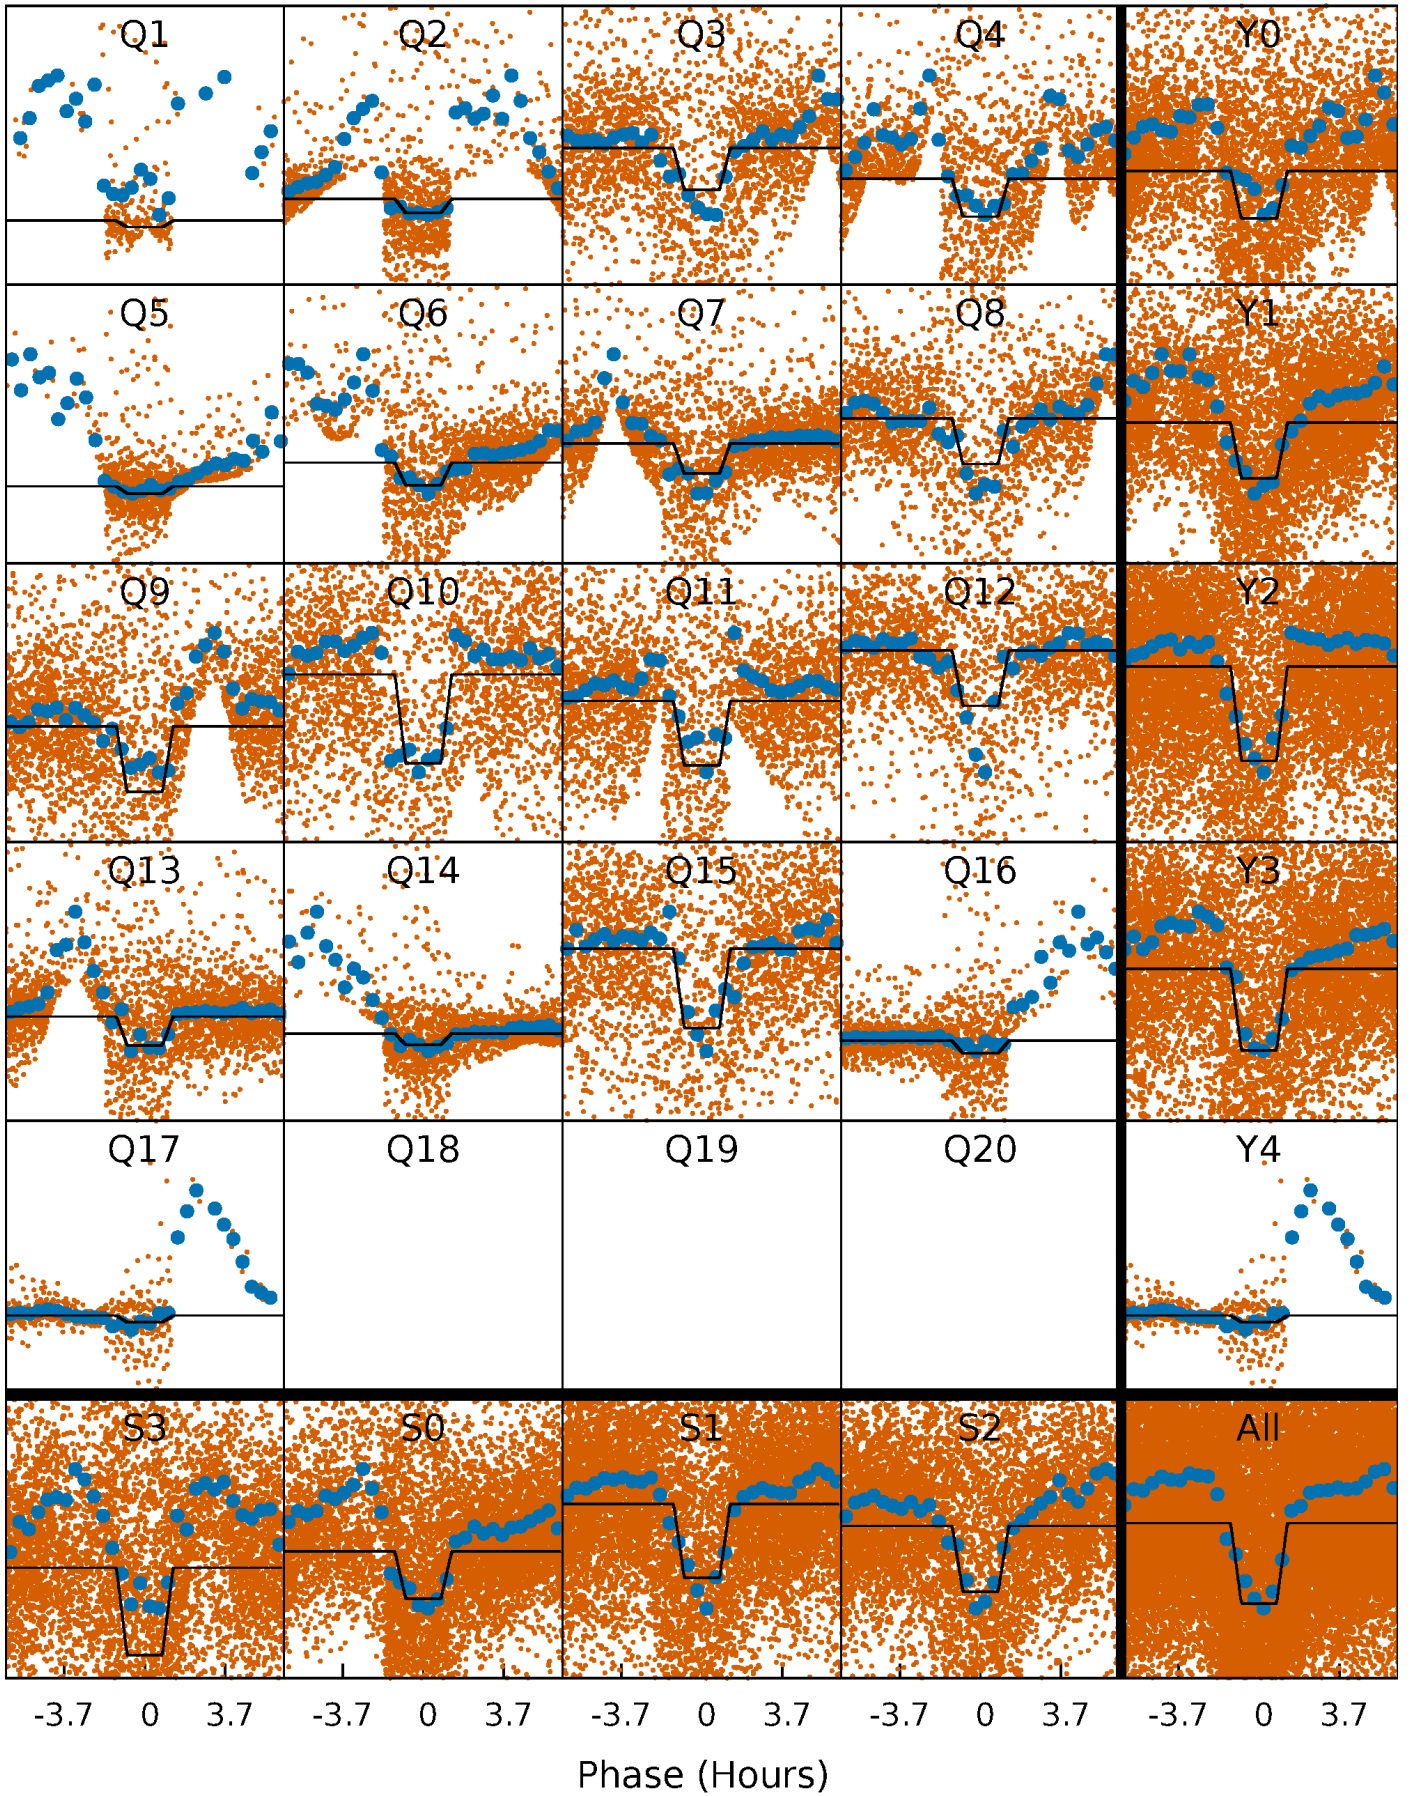 Q1 Q2 Q3 Q4 Y0
Q5 Q6 Q7 Q8 Y1
Q9 Q10 Q11 Q12 Y2
Q13 Q14 Q15 Q16 Y3
Q17 Q18 Q19 Q20 Y4
S3 S0 S1 S2 All
-3.7 0 3.7 -3.7 0 3.7 -3.7 0 3.7 -3.7 0 3.7 -3.7 0 3.7
Phase (Hours)